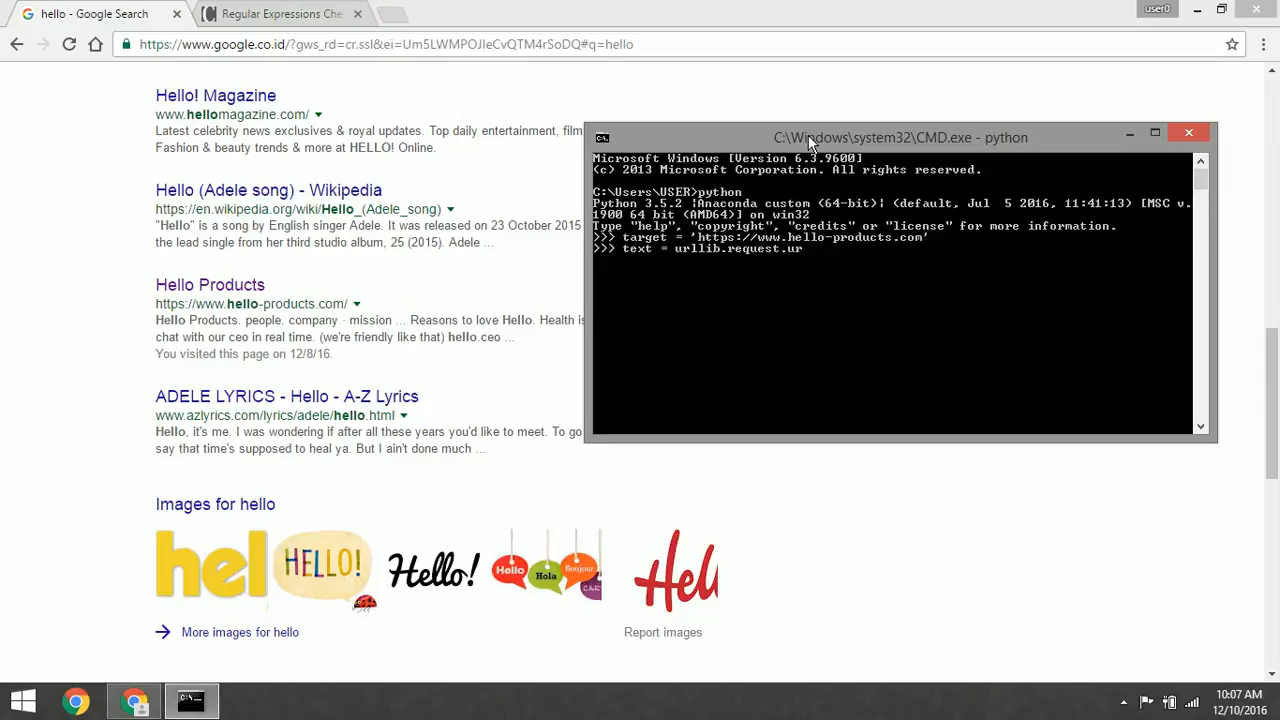 hello - Google Search
Regular Expressions Che
user0
https://www.google.co.id/?gws_rd=cr,ssl&ei=Um5LWMPOJIeCvQTM4rSoDQ#q=hello
Hello! Magazine
www.hellomagazine.com/
Latest celebrity news exclusives & royal updates. Top daily entertainment, film
Fashion & beauty trends & more at HELLO! Online.
Hello (Adele song) - Wikipedia
https://en.wikipedia.org/wiki/Hello_(Adele_song)
"Hello" is a song by English singer Adele. It was released on 23 October 2015
the lead single from her third studio album, 25 (2015). Adele ...
Hello Products
https://www.hello-products.com/
Hello Products. people. company · mission ... Reasons to love Hello. Health is
chat with our ceo in real time. (we're friendly like that) hello.ceo ...
You visited this page on 12/8/16.
ADELE LYRICS - Hello - A-Z Lyrics
www.azlyrics.com/lyrics/adele/hello.html
Hello, it's me. I was wondering if after all these years you'd like to meet. To go
say that time's supposed to heal ya. But I ain't done much ...
Images for hello
hel
HELLO!
Hello!
Hello
Hola
Bonjour
Hell
More images for hello
Report images
C:\Windows\system32\CMD.exe - python
Microsoft Windows [Version 6.3.9600]
(c) 2013 Microsoft Corporation. All rights reserved.
C:\Users\USER>python
Python 3.5.2 |Anaconda custom (64-bit)| (default, Jul  5 2016, 11:41:13) [MSC v.
1900 64 bit (AMD64)] on win32
Type "help", "copyright", "credits" or "license" for more information.
>>> target = 'https://www.hello-products.com'
>>> text = urllib.request.ur
10:07 AM
12/10/2016